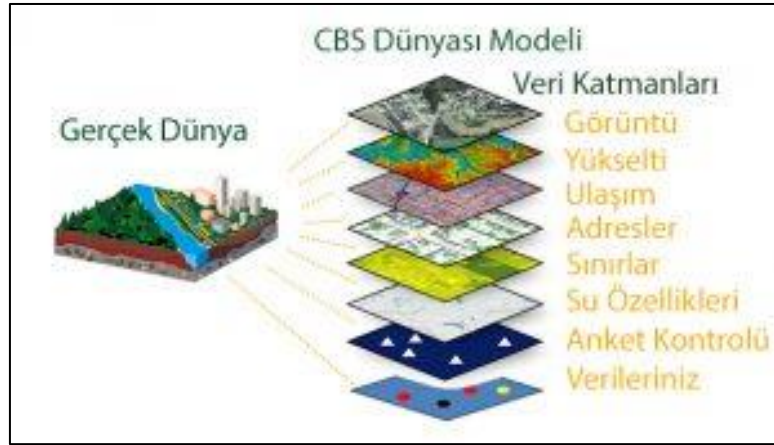 CBS Dünyası Modeli
Veri Katmanları
Gerçek Dünya
Görüntü
Yükselti
Ulaşım
Adresler
Sınırlar
Su Özellikleri
Anket Kontrolü
Verileriniz